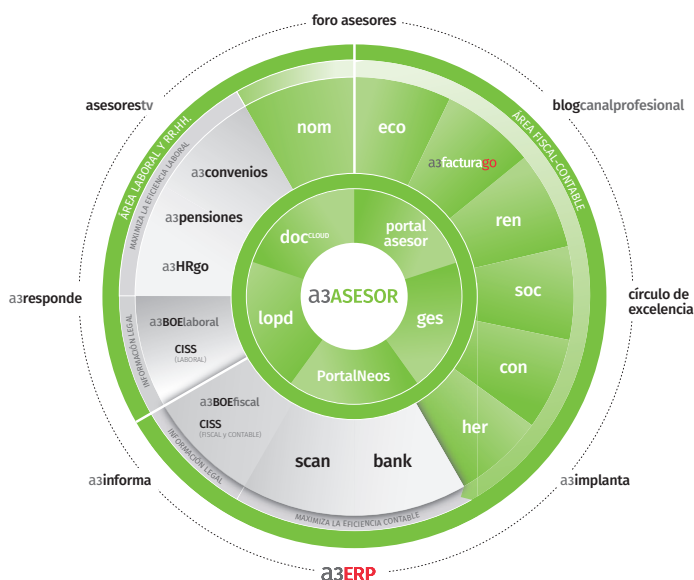 foro asesores
asesorestv
blogcanalprofesional
ÁREA LABORAL Y RR.HH.
ÁREA FISCAL-CONTABLE
MAXIMIZA LA EFICIENCIA LABORAL
nom
eco
a3facturago
a3convenios
a3pensiones
a3HRgo
ren
docCLOUD
portal
asesor
a3ASESOR
soc
a3responde
círculo de
excelencia
a3BOElaboral
CISS
(LABORAL)
INFORMACIÓN LEGAL
lopd
ges
PortalNeos
con
a3BOEfiscal
CISS
(FISCAL y CONTABLE)
INFORMACIÓN LEGAL
her
scan
bank
a3informa
a3implanta
MAXIMIZA LA EFICIENCIA CONTABLE
a3ERP